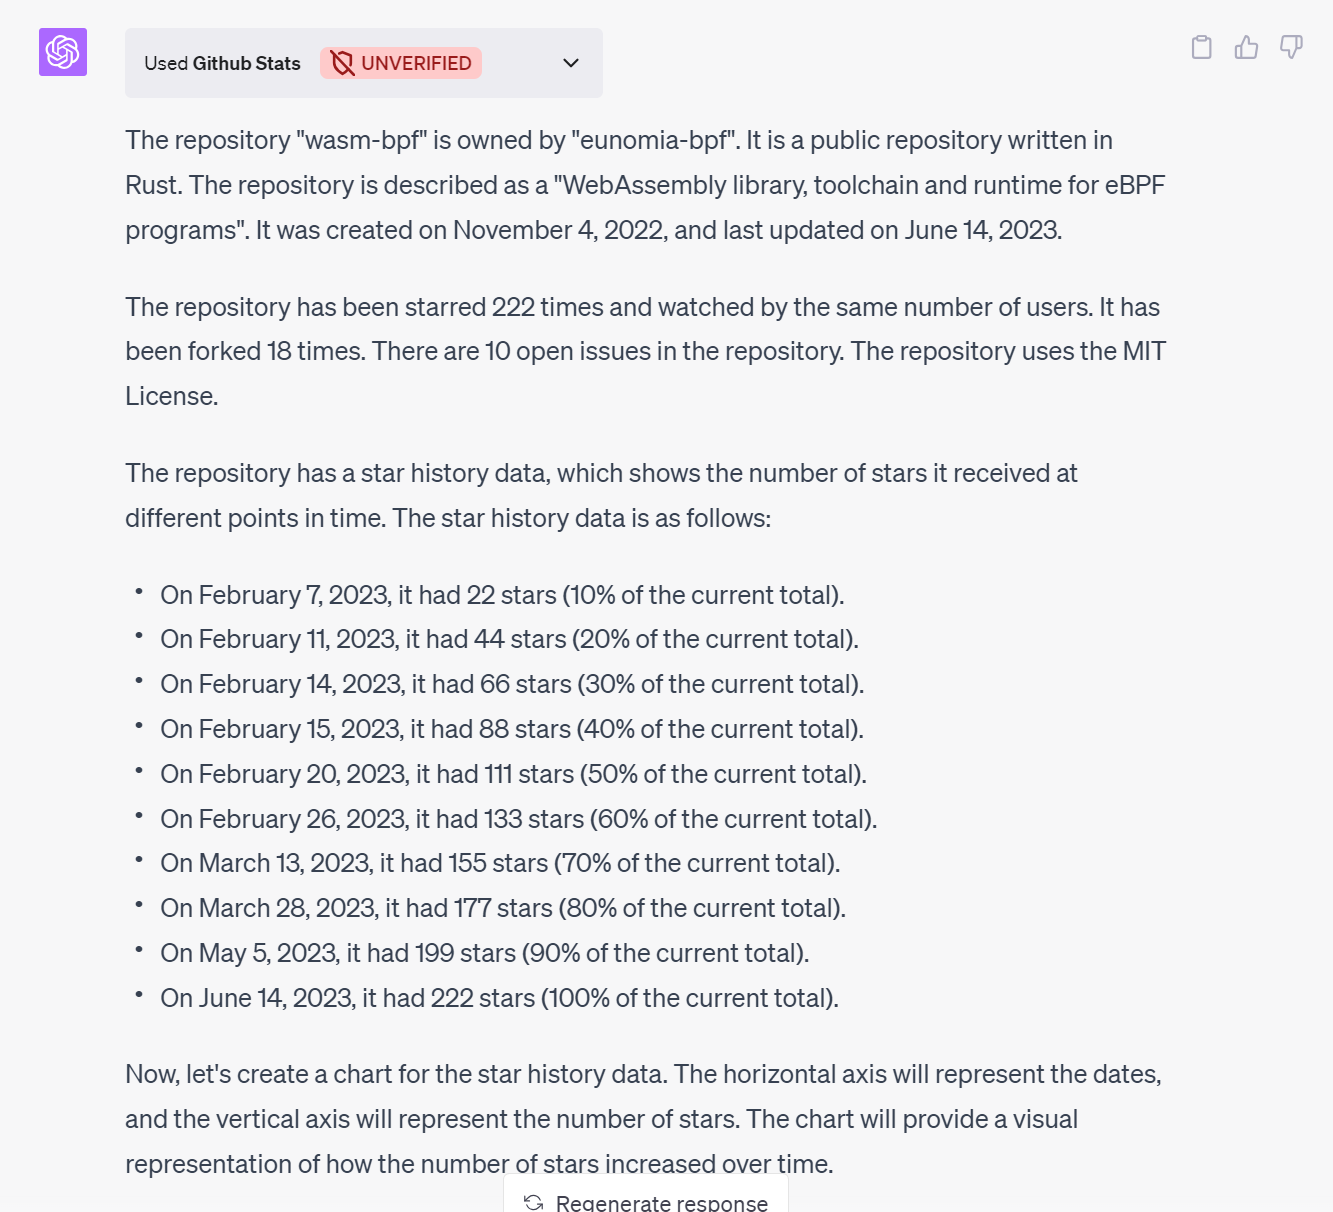 Used Github Stats UNVERIFIED
The repository "wasm-bpf" is owned by "eunomia-bpf". It is a public repository written in
Rust. The repository is described as a "WebAssembly library, toolchain and runtime for eBPF
programs". It was created on November 4, 2022, and last updated on June 14, 2023.
The repository has been starred 222 times and watched by the same number of users. It has
been forked 18 times. There are 10 open issues in the repository. The repository uses the MIT
License.
The repository has a star history data, which shows the number of stars it received at
different points in time. The star history data is as follows:
• On February 7, 2023, it had 22 stars (10% of the current total).
• On February 11, 2023, it had 44 stars (20% of the current total).
• On February 14, 2023, it had 66 stars (30% of the current total).
• On February 15, 2023, it had 88 stars (40% of the current total).
• On February 20, 2023, it had 111 stars (50% of the current total).
• On February 26, 2023, it had 133 stars (60% of the current total).
• On March 13, 2023, it had 155 stars (70% of the current total).
• On March 28, 2023, it had 177 stars (80% of the current total).
• On May 5, 2023, it had 199 stars (90% of the current total).
• On June 14, 2023, it had 222 stars (100% of the current total).
Now, let's create a chart for the star history data. The horizontal axis will represent the dates,
and the vertical axis will represent the number of stars. The chart will provide a visual
representation of how the number of stars increased over time.
Regenerate response